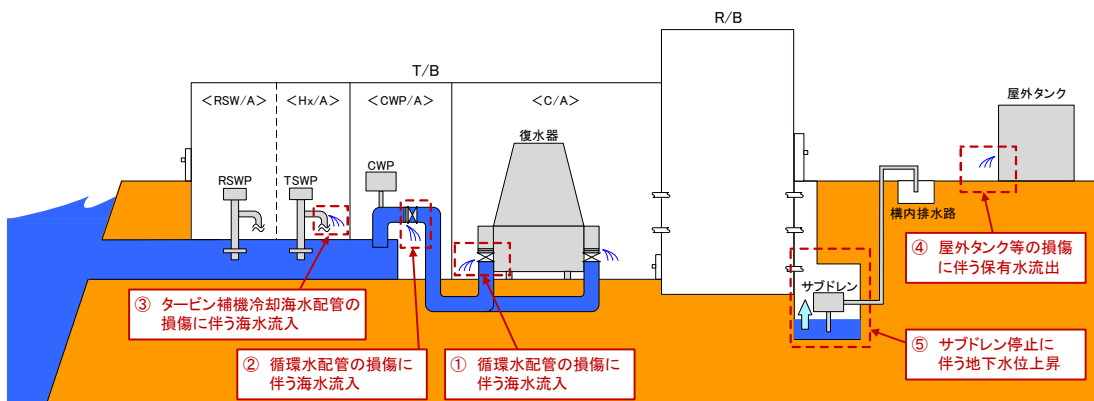 R/B
T/B
＜RSW/A＞
＜Hx/A＞
＜CWP/A＞
＜C/A＞
復水器
屋外タンク
CWP
RSWP
TSWP
構内排水路
サブドレン
④ 屋外タンク等の損傷
に伴う保有水流出
③ タービン補機冷却海水配管の
損傷に伴う海水流入
② 循環水配管の損傷に
伴う海水流入
① 循環水配管の損傷に
伴う海水流入
⑤ サブドレン停止に
伴う地下水位上昇